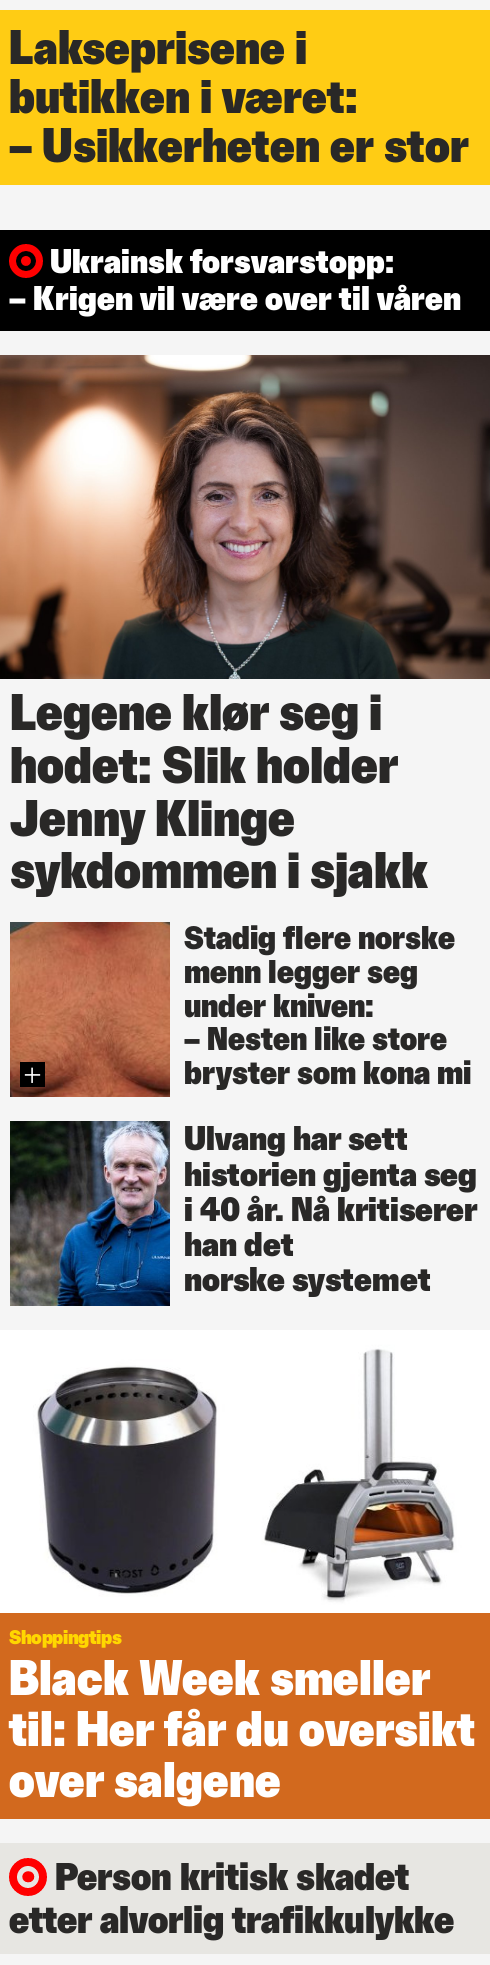 Lakseprisene i
butikken i været:
– Usikkerheten er stor
Ukrainsk forsvarstopp:
– Krigen vil være over til våren
Legene klør seg i
hodet: Slik holder
Jenny Klinge
sykdommen i sjakk
Stadig flere norske
menn legger seg
under kniven:
– Nesten like store
bryster som kona mi
Ulvang har sett
historien gjenta seg
i 40 år. Nå kritiserer
han det
norske systemet
FROST
Shoppingtips
Black Week smeller
til: Her får du oversikt
over salgene
Person kritisk skadet
etter alvorlig trafikkulykke